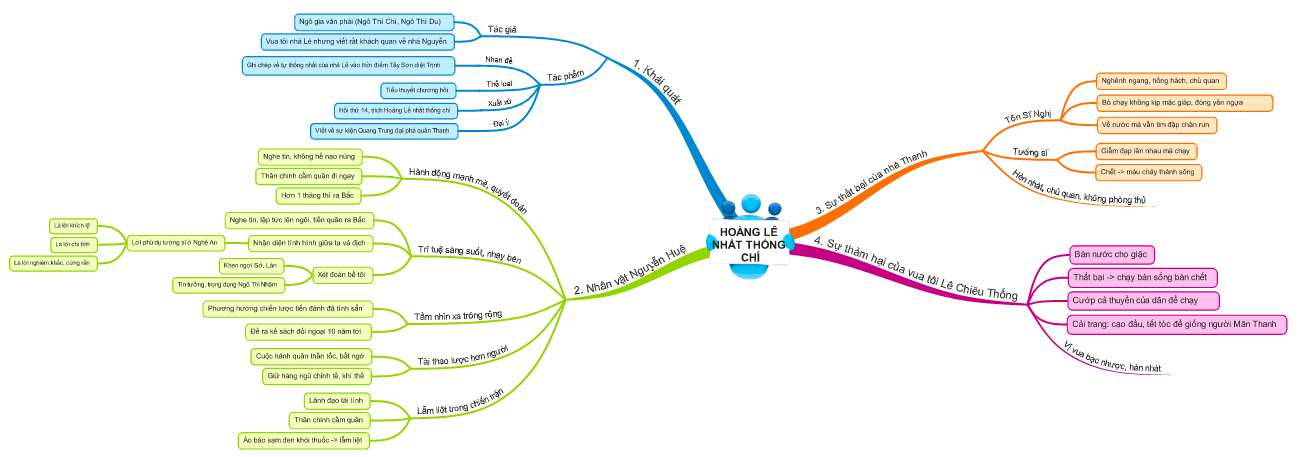 HOÀNG LÊ
NHẤT THỐNG
CHÍ
1. Khái quát
Tác giả
Ngô gia văn phái (Ngô Thì Chí, Ngô Thì Du)
Vua tôi nhà Lê nhưng viết rất khách quan về nhà Nguyễn
Tác phẩm
Nhan đề
Ghi chép về tự thống nhất của nhà Lê vào thời điểm Tây Sơn diệt Trịnh
Thể loại
Tiểu thuyết chương hồi
Xuất xứ
Hồi thứ 14, trích Hoàng Lê nhất thống chí
Đại ý
Viết về sự kiện Quang Trung đại phá quân Thanh
2. Nhân vật Nguyễn Huệ
Hành động mạnh mẽ, quyết đoán
Nghe tin, không hề nao núng
Thân chinh cầm quân đi ngay
Hơn 1 tháng thì ra Bắc
Trí tuệ sáng suốt, nhạy bén
Nghe tin, lập tức lên ngôi, tiến quân ra Bắc
Nhận diện tình hình giữa ta và địch
Lời phủ dụ tướng sĩ ở Nghệ An
Là lời khích lệ
Là lời chí tình
Là lời nghiêm khắc, cứng rắn
Xét đoán bề tôi
Khen ngợi Sở, Lân
Tin tưởng, trọng dụng Ngô Thì Nhậm
Tầm nhìn xa trông rộng
Phương hướng chiến lược tiến đánh đã tính sẵn
Đề ra kế sách đối ngoại 10 năm tới
Tài thao lược hơn người
Cuộc hành quân thần tốc, bất ngờ
Giữ hàng ngũ chỉnh tề, khí thế
Lẫm liệt trong chiến trận
Lãnh đạo tài tình
Thân chinh cầm quân
Áo bào sạm đen khói thuốc -> lẫm liệt
3. Sự thất bại của nhà Thanh
Tôn Sĩ Nghị
Nghênh ngang, hống hách, chủ quan
Bỏ chạy không kịp mặc giáp, đóng yên ngựa
Về nước mà vẫn tim đập chân run
Tướng sĩ
Giẫm đạp lên nhau mà chạy
Chết -> máu chảy thành sông
Hèn nhát, chủ quan, không phòng thủ
4. Sự thảm hại của vua tôi Lê Chiêu Thống
Bán nước cho giặc
Thất bại -> chạy bán sống bán chết
Cướp cả thuyền của dân để chạy
Cải trang: cạo đầu, tết tóc để giống người Mãn Thanh
Vị vua bạc nhược, hèn nhát